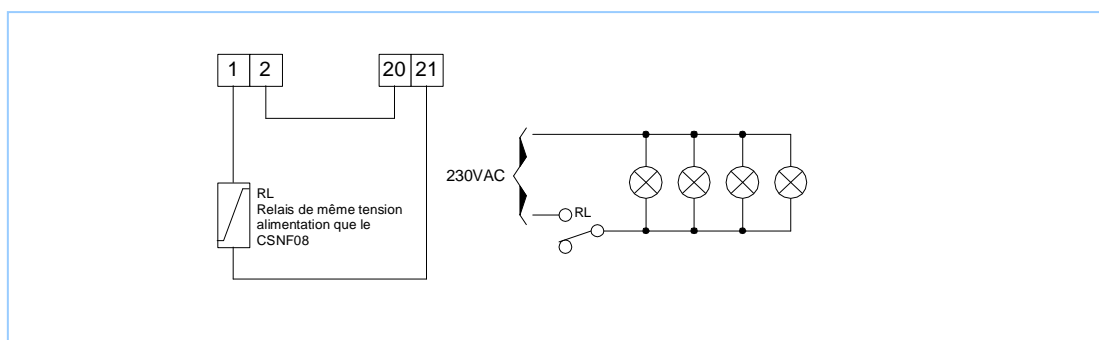 1 2 20 21
230VAC
RL
Relais de même tension
alimentation que le
CSNF08
RL